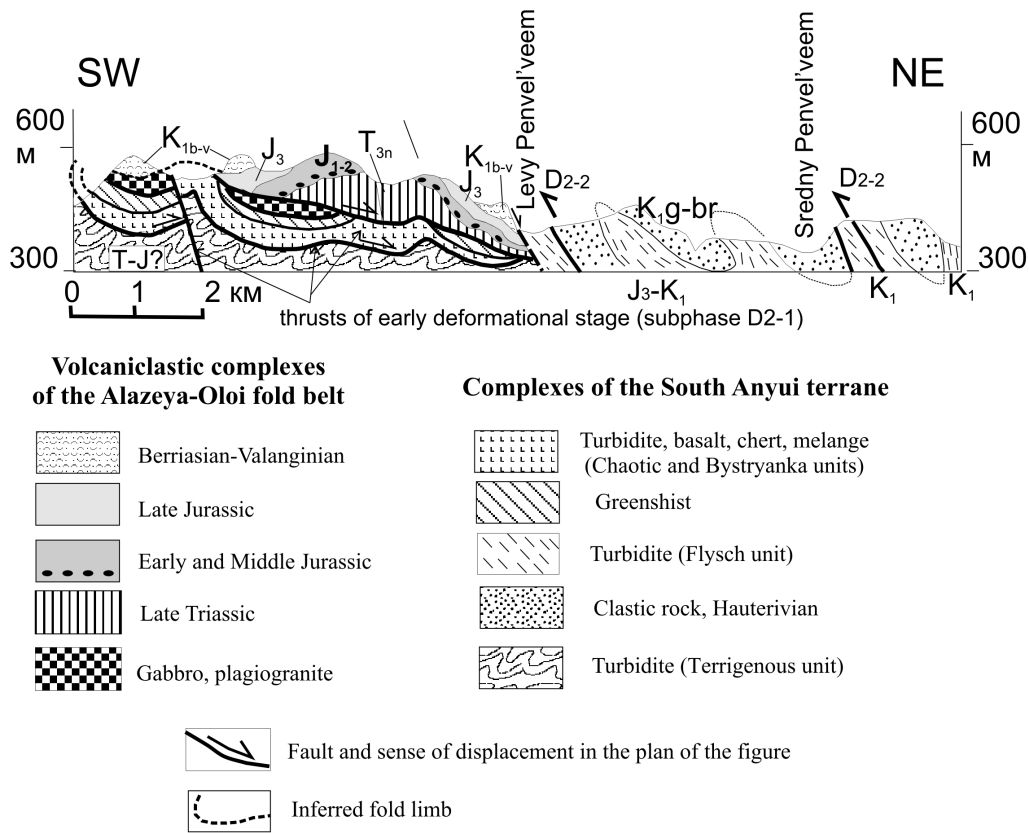 SW
NE
600
м
300
600
м
300
K1b-v
J3
J1-2
T3n
K1b-v
J3
Levy Penvel'veem
D2-2
K1g-br
Sredny Penvel'veem
D2-2
T-J?
J3-K1
K1
K1
0 1 2 км
thrusts of early deformational stage (subphase D2-1)
Volcaniclastic complexes
of the Alazeya-Oloi fold belt
Berriasian-Valanginian
Late Jurassic
Early and Middle Jurassic
Late Triassic
Gabbro, plagiogranite
Complexes of the South Anyui terrane
Turbidite, basalt, chert, melange
(Chaotic and Bystryanka units)
Greenshist
Turbidite (Flysch unit)
Clastic rock, Hauterivian
Turbidite (Terrigenous unit)
Fault and sense of displacement in the plan of the figure
Inferred fold limb